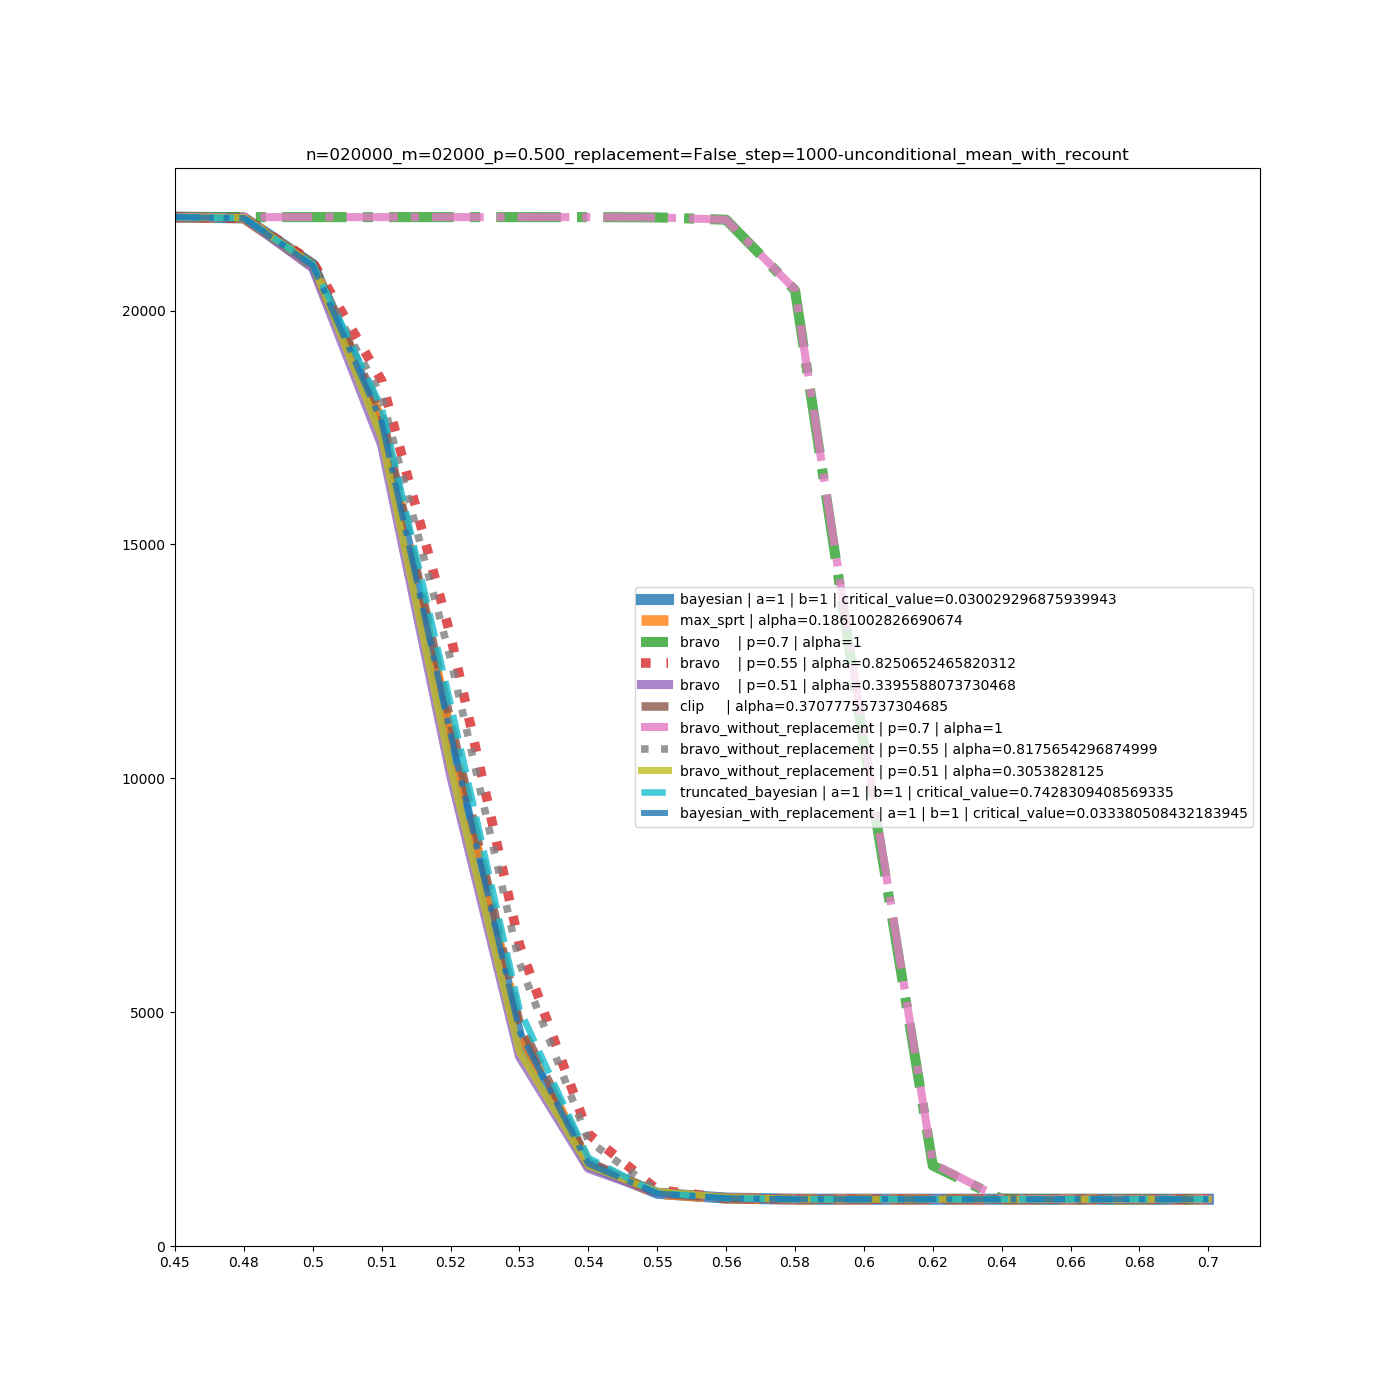 n=020000_m=02000_p=0.500_replacement=False_step=1000-unconditional_mean_with_recount
20000
15000
10000
5000
0
bayesian | a=1 | b=1 | critical_value=0.030029296875939943
max_sprt | alpha=0.1861002826690674
bravo | p=0.7 | alpha=1
bravo | p=0.55 | alpha=0.8250652465820312
bravo | p=0.51 | alpha=0.3395588073730468
clip | alpha=0.37077755737304685
bravo_without_replacement | p=0.7 | alpha=1
bravo_without_replacement | p=0.55 | alpha=0.8175654296874999
bravo_without_replacement | p=0.51 | alpha=0.3053828125
truncated_bayesian | a=1 | b=1 | critical_value=0.7428309408569335
bayesian_with_replacement | a=1 | b=1 | critical_value=0.033380508432183945
0.45 0.48 0.5 0.51 0.52 0.53 0.54 0.55 0.56 0.58 0.6 0.62 0.64 0.66 0.68 0.7